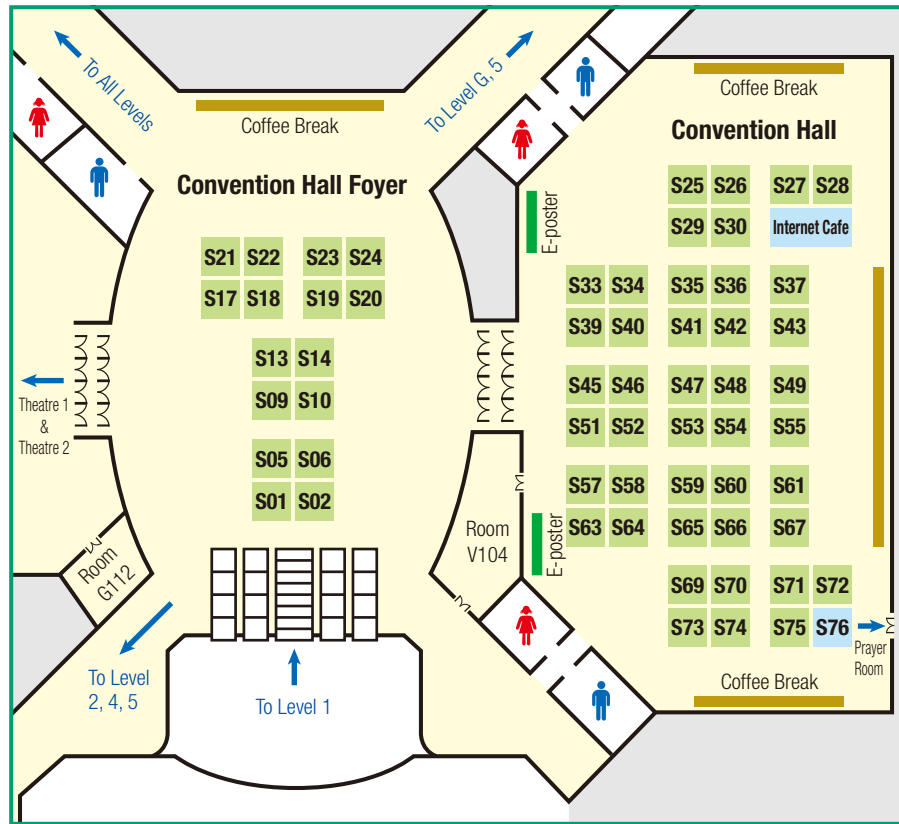 To All Levels
To Level G, 5
Coffee Break
Convention Hall Foyer
S21 S22 S23 S24
S17 S18 S19 S20
S13 S14
S09 S10
S05 S06
S01 S02
Theatre 1
&
Theatre 2
Room
G112
To Level
2, 4, 5
To Level 1
Room
V104
E-poster
E-poster
Coffee Break
Convention Hall
S25 S26 S27 S28
S29 S30 Internet Cafe
S33 S34 S35 S36 S37
S39 S40 S41 S42 S43
S45 S46 S47 S48 S49
S51 S52 S53 S54 S55
S57 S58 S59 S60 S61
S63 S64 S65 S66 S67
S69 S70 S71 S72
S73 S74 S75 S76
Prayer
Room
Coffee Break